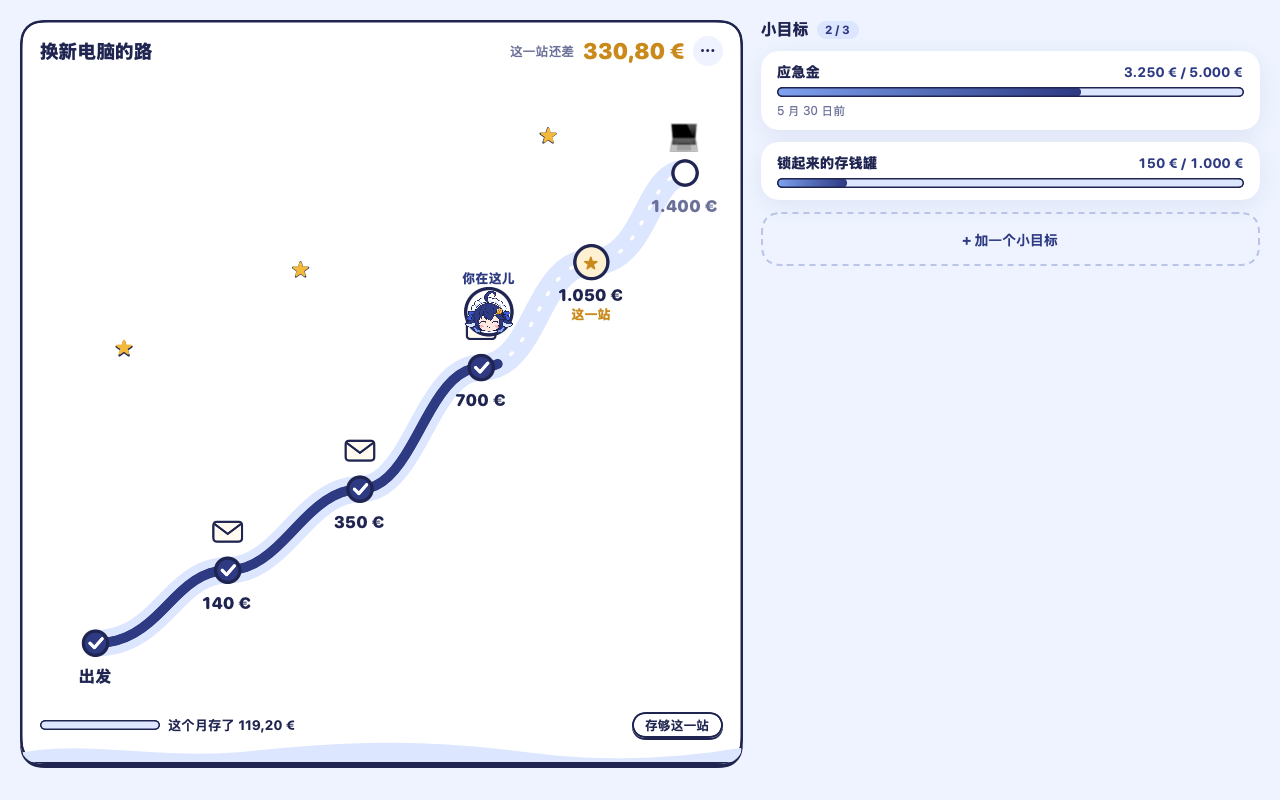 换新电脑的路
这一站还差 330,80 € ···
1.400 €
你在这儿
1.050 €
这一站
700 €
350 €
140 €
出发
这个月存了 119,20 €
存够这一站
小目标 2 / 3
应急金 3.250 € / 5.000 €
5 月 30 日前
锁起来的存钱罐 150 € / 1.000 €
+ 加一个小目标